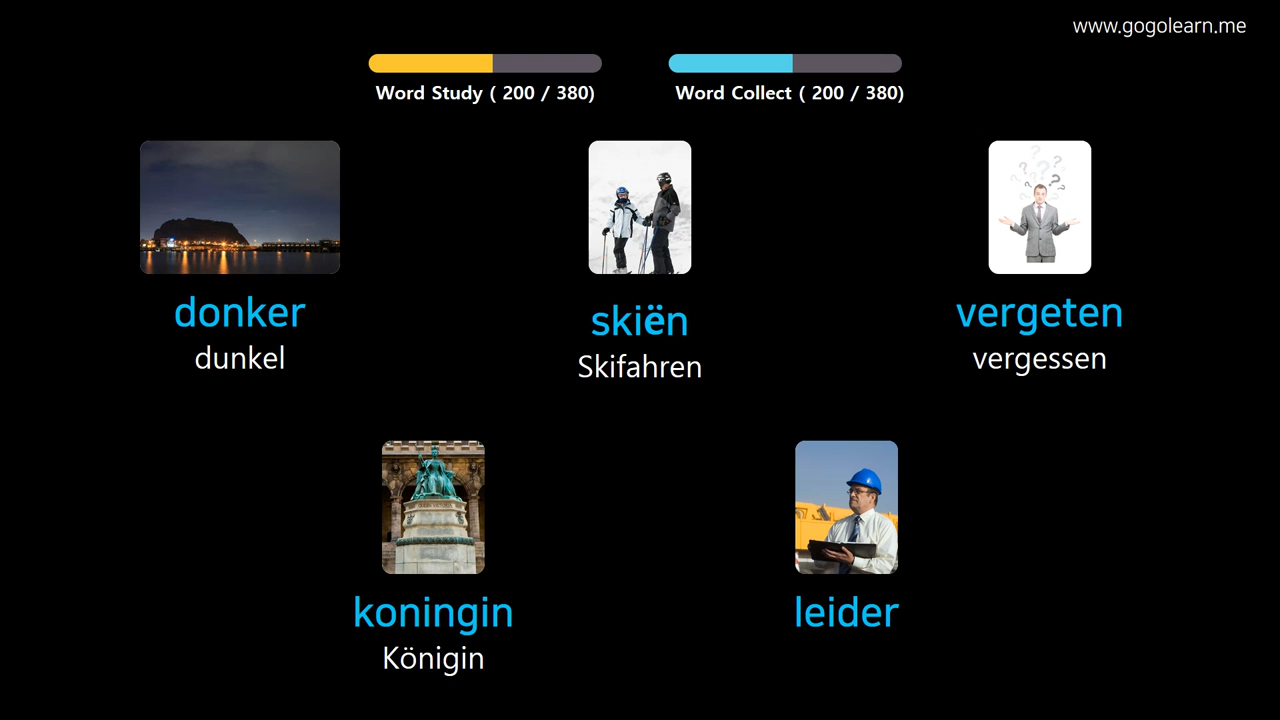 www.gogolearn.me
Word Study ( 200 / 380)
Word Collect ( 200 / 380)
donker
dunkel
skiën
Skifahren
vergeten
vergessen
koningin
Königin
leider